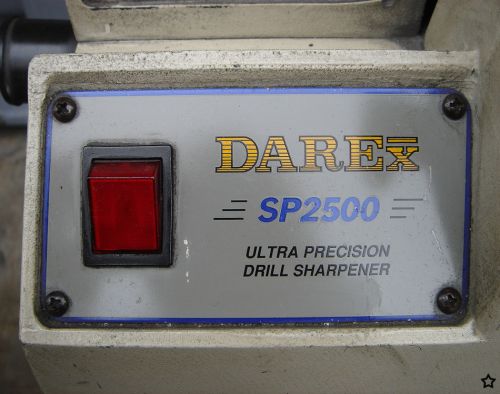 DAREX
SP2500
ULTRA PRECISION
DRILL SHARPENER